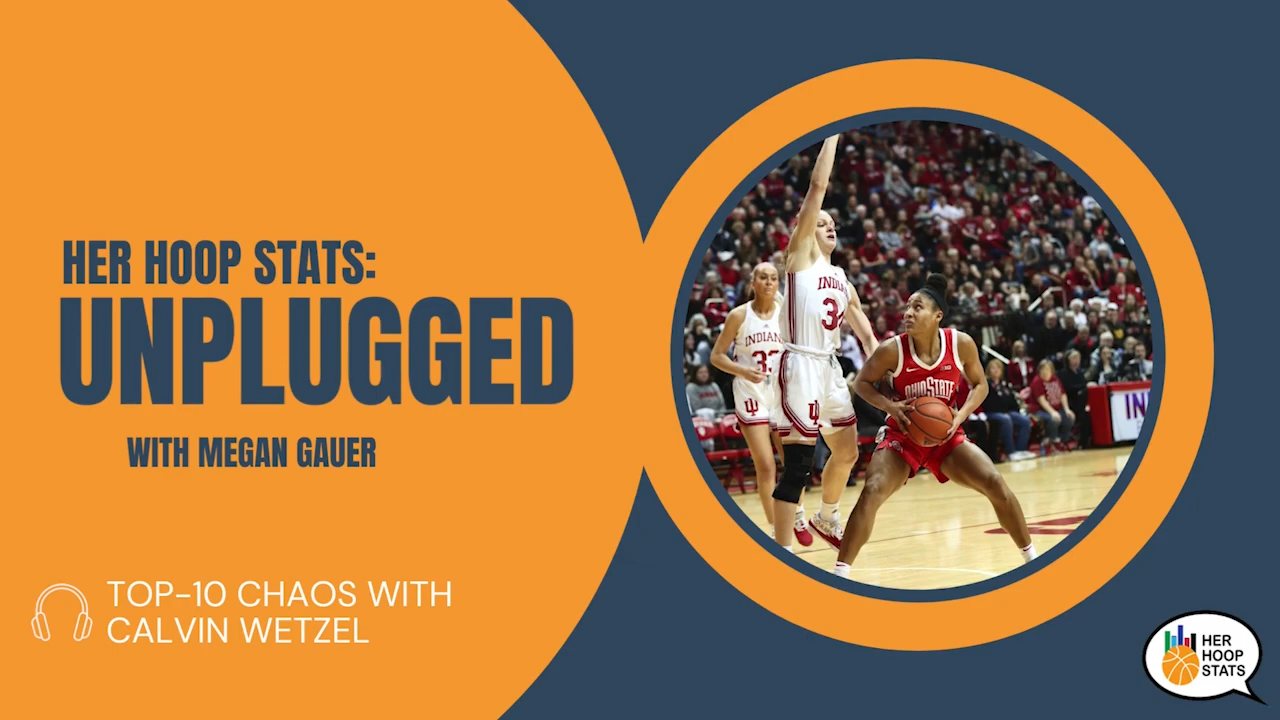 HER HOOP STATS:
UNPLUGGED
WITH MEGAN GAUER
TOP-10 CHAOS WITH
CALVIN WETZEL
INDIANA
33
INDIANA
34
OHIO STATE
IN
HER
HOOP
STATS